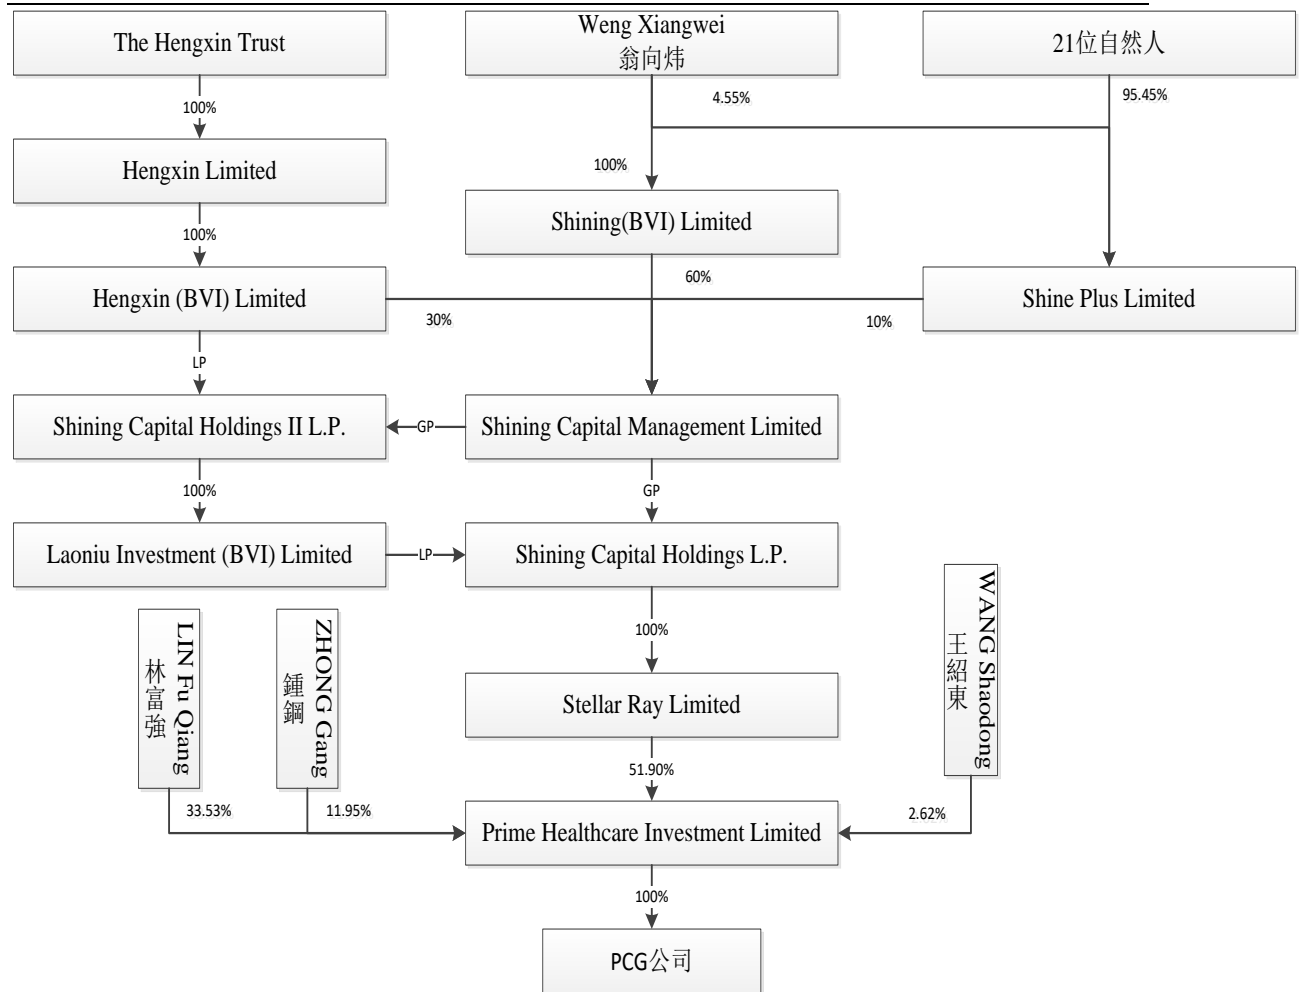 The Hengxin Trust
Weng Xiangwei
翁向炜
21位自然人
100%
4.55%
95.45%
Hengxin Limited
100%
Shining(BVI) Limited
100%
60%
Hengxin (BVI) Limited
Shine Plus Limited
30%
10%
LP
Shining Capital Holdings II L.P.
GP
Shining Capital Management Limited
100%
GP
Laoniu Investment (BVI) Limited
LP
Shining Capital Holdings L.P.
LIN Fu Qiang
林富強
ZHONG Gang
鍾鋼
WANG Shaodong
王紹東
100%
Stellar Ray Limited
51.90%
33.53%
11.95%
2.62%
Prime Healthcare Investment Limited
100%
PCG公司